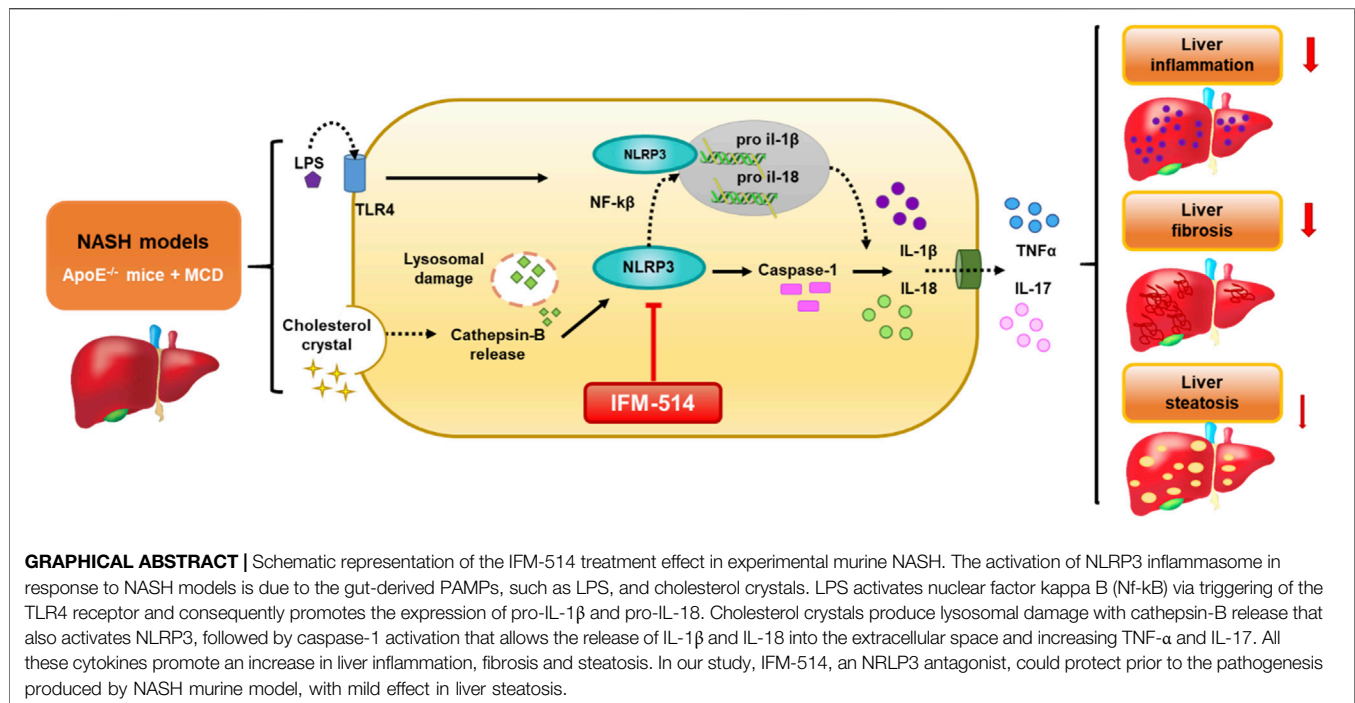 NASH models
ApoE-/- mice + MCD
LPS
TLR4
Cholesterol
crystal
Lysosomal
damage
Cathepsin-B
release
NF-kβ
NLRP3
pro il-1β
pro il-18
NLRP3
Caspase-1
IFM-514
IL-1β
IL-18
TNFα
IL-17
Liver
inflammation
Liver
fibrosis
Liver
steatosis
GRAPHICAL ABSTRACT | Schematic representation of the IFM-514 treatment effect in experimental murine NASH. The activation of NLRP3 inflammasome in
response to NASH models is due to the gut-derived PAMPs, such as LPS, and cholesterol crystals. LPS activates nuclear factor kappa B (Nf-kB) via triggering of the
TLR4 receptor and consequently promotes the expression of pro-IL-1β and pro-IL-18. Cholesterol crystals produce lysosomal damage with cathepsin-B release that
also activates NLRP3, followed by caspase-1 activation that allows the release of IL-1β and IL-18 into the extracellular space and increasing TNF-α and IL-17. All
these cytokines promote an increase in liver inflammation, fibrosis and steatosis. In our study, IFM-514, an NRLP3 antagonist, could protect prior to the pathogenesis
produced by NASH murine model, with mild effect in liver steatosis.